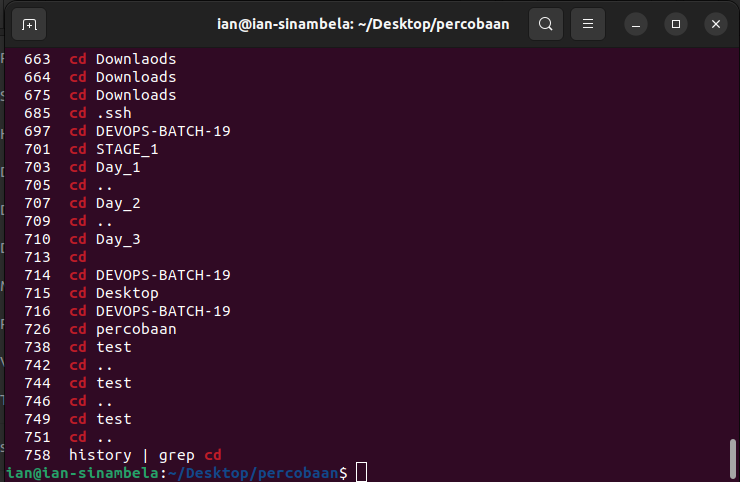 ian@ian-sinambela: ~/Desktop/percobaan
663 cd Downlaods
664 cd Downloads
675 cd Downloads
685 cd .ssh
697 cd DEVOPS-BATCH-19
701 cd STAGE_1
703 cd Day_1
705 cd ..
707 cd Day_2
709 cd ..
710 cd Day_3
713 cd
714 cd DEVOPS-BATCH-19
715 cd Desktop
716 cd DEVOPS-BATCH-19
726 cd percobaan
738 cd test
742 cd ..
744 cd test
746 cd ..
749 cd test
751 cd ..
758 history | grep cd
ian@ian-sinambela:~/Desktop/percobaan$